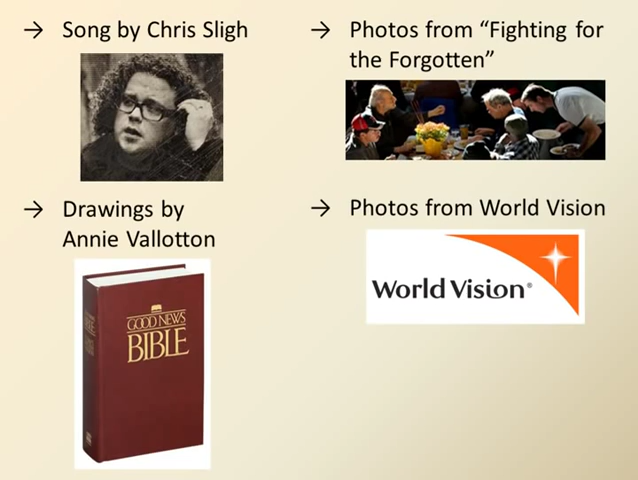 → Song by Chris Sligh
→ Drawings by
Annie Vallotton
GOOD NEWS
BIBLE
→ Photos from “Fighting for
the Forgotten”
→ Photos from World Vision
World Vision®